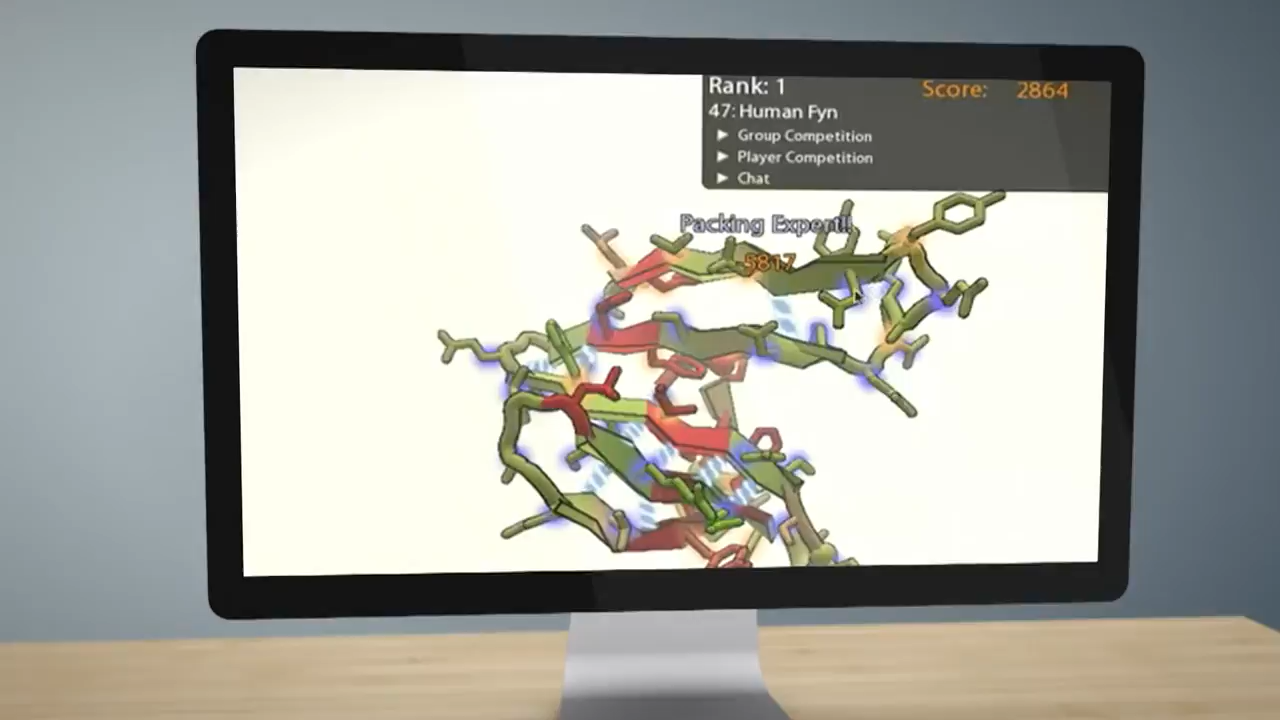 Rank: 1
Score: 2864
47: Human Fyn
Group Competition
Player Competition
Chat
Packing Expert!!
5817